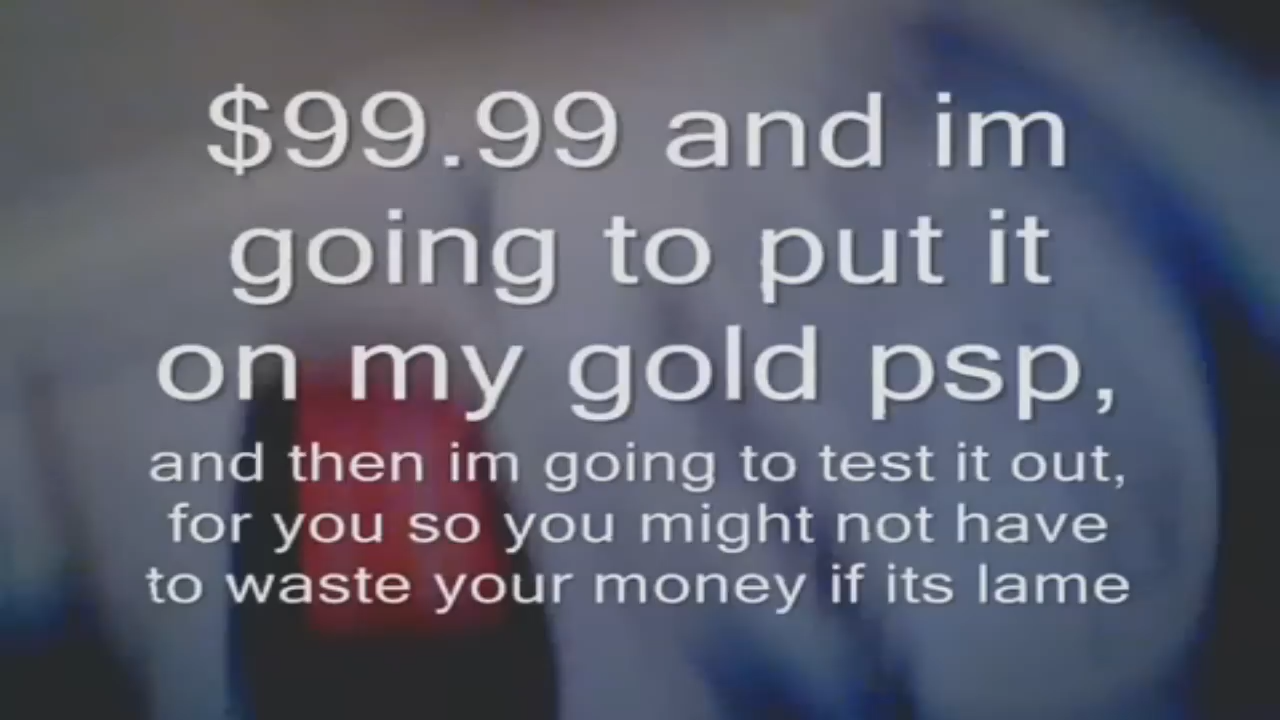 $99.99 and im
going to put it
on my gold psp,
and then im going to test it out,
for you so you might not have
to waste your money if its lame